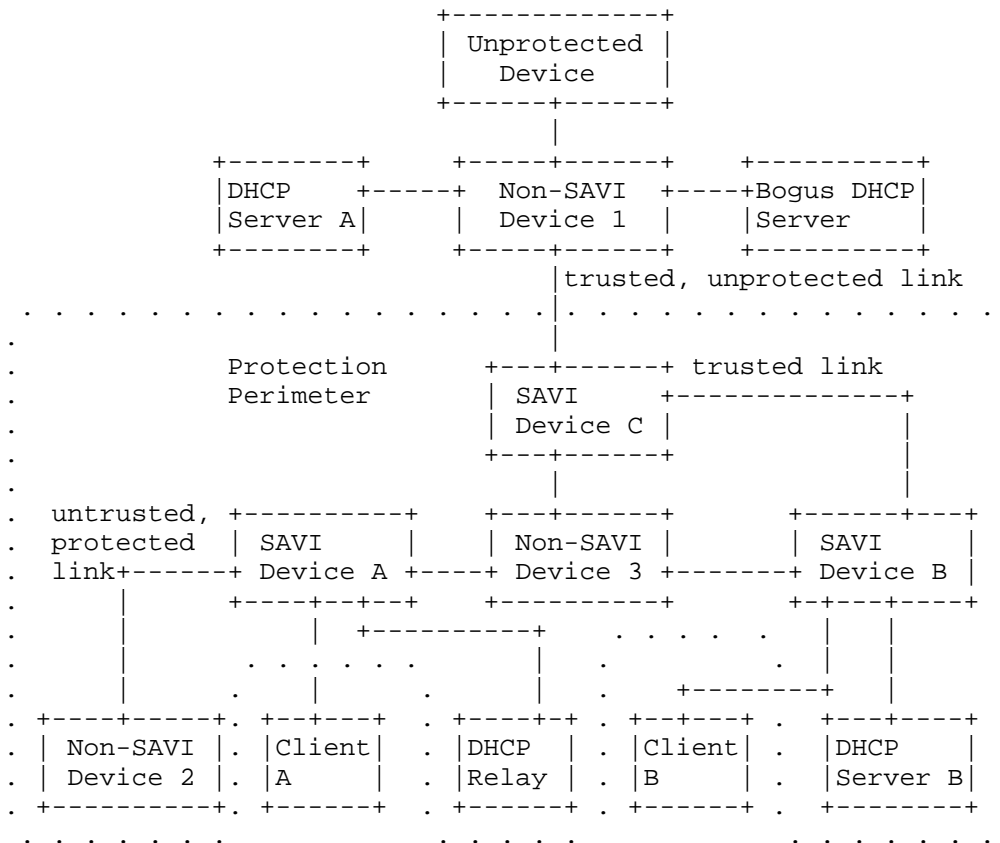 Unprotected
Device
DHCP Non-SAVI Bogus DHCP
Server A Device 1 Server
trusted, unprotected link
Protection trusted link
Perimeter SAVI
Device C
untrusted,
protected SAVI Non-SAVI SAVI
link Device A Device 3 Device B
Non-SAVI Client DHCP Client DHCP
Device 2 A Relay B Server B